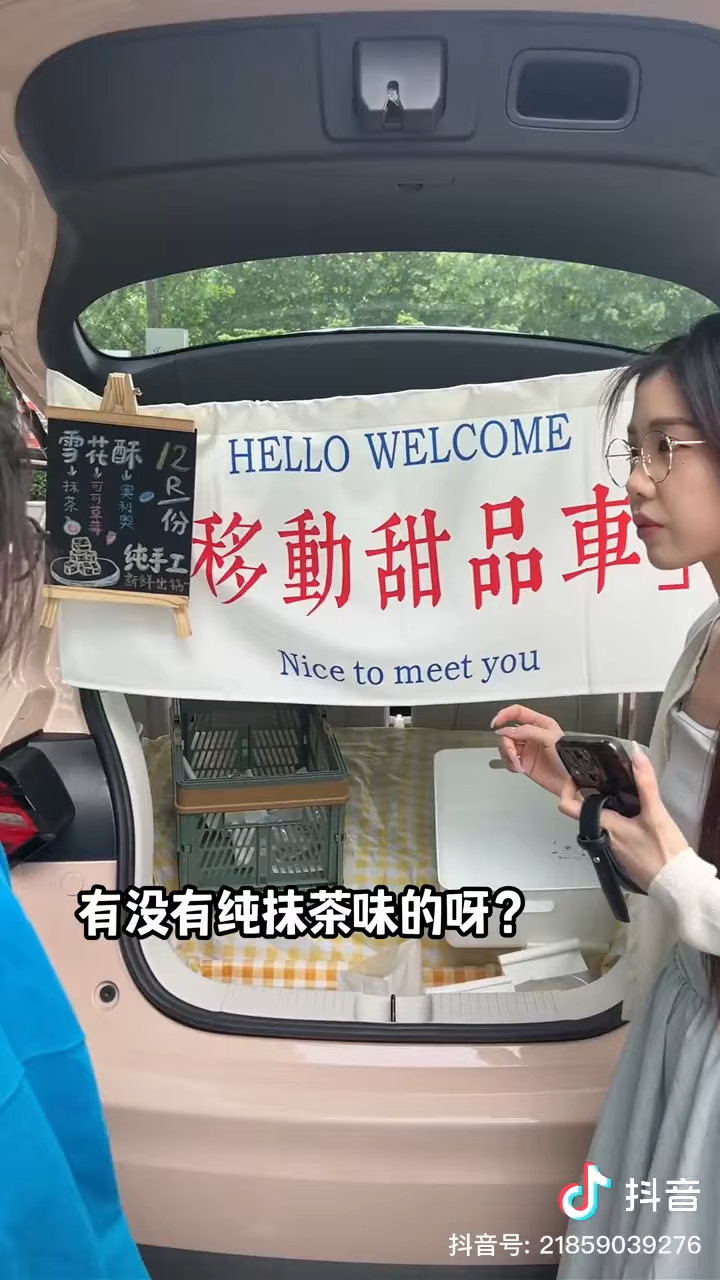 雪花酥
抹茶
可可草莓
奥利奥
12
R
份
纯手工
新鲜出锅
HELLO WELCOME
移動甜品車
Nice to meet you
有没有纯抹茶味的呀?
抖音
抖音号: 21859039276